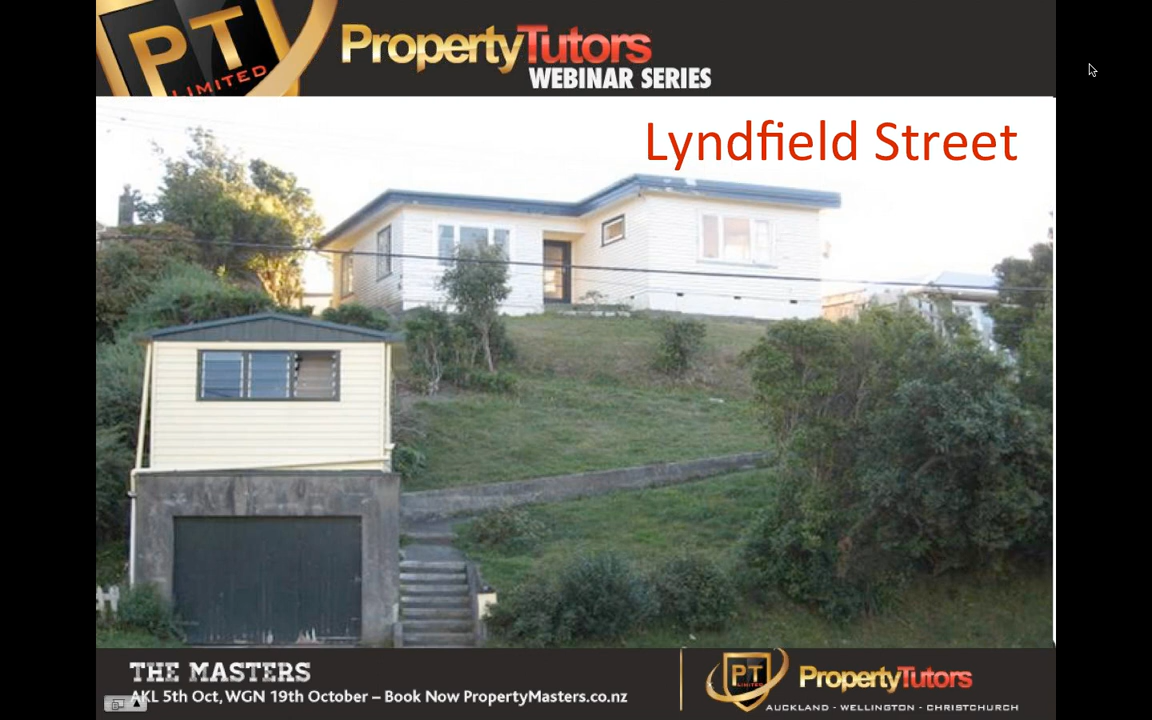 PT
LIMITED
PropertyTutors
WEBINAR SERIES
Lyndfield Street
THE MASTERS
AKL 5th Oct, WGN 19th October – Book Now PropertyMasters.co.nz
PT
LIMITED
PropertyTutors
AUCKLAND - WELLINGTON - CHRISTCHURCH